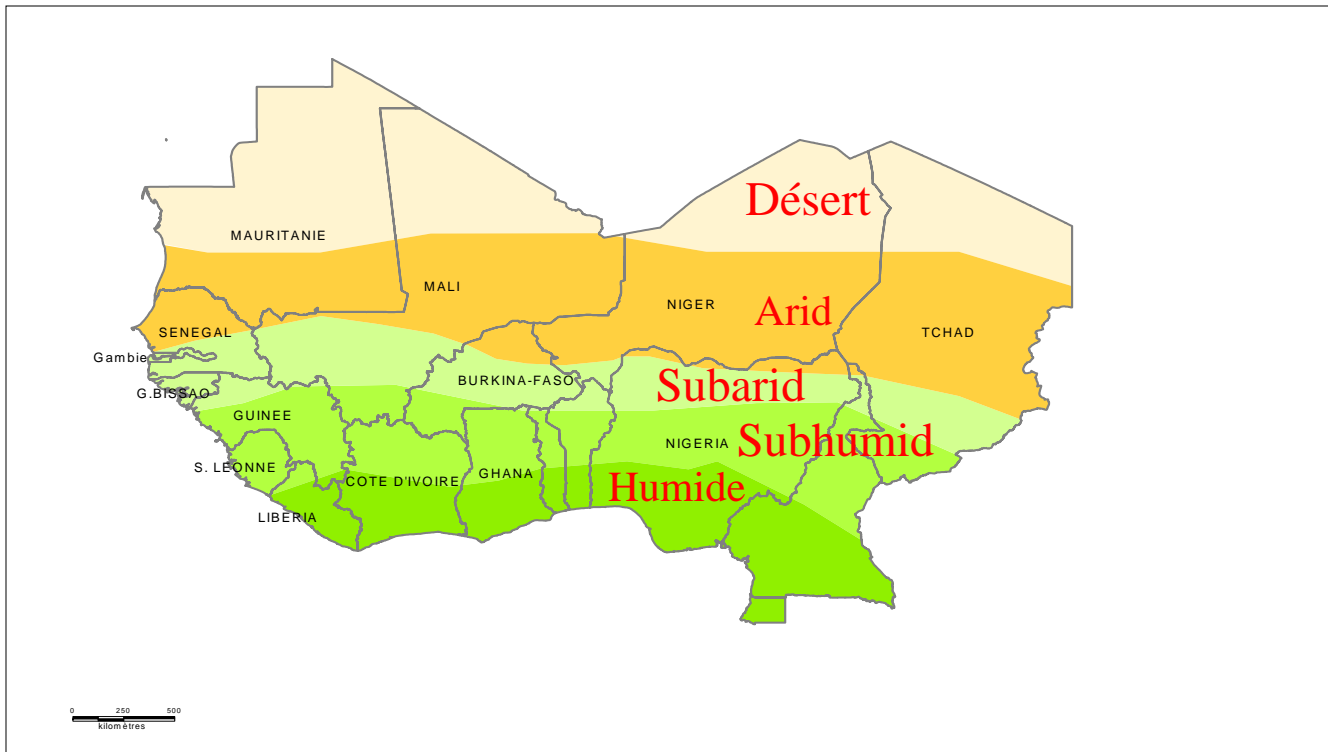 Désert
MAURITANIE
MALI
NIGER
Arid
SENEGAL
TCHAD
Gambie
BURKINA-FASO
Subarid
G.BISSAO
GUINEE
NIGERIA
Subhumid
S. LEONNE
COTE D'IVOIRE
GHANA
Humide
LIBERIA
0 250 500
kilomètres